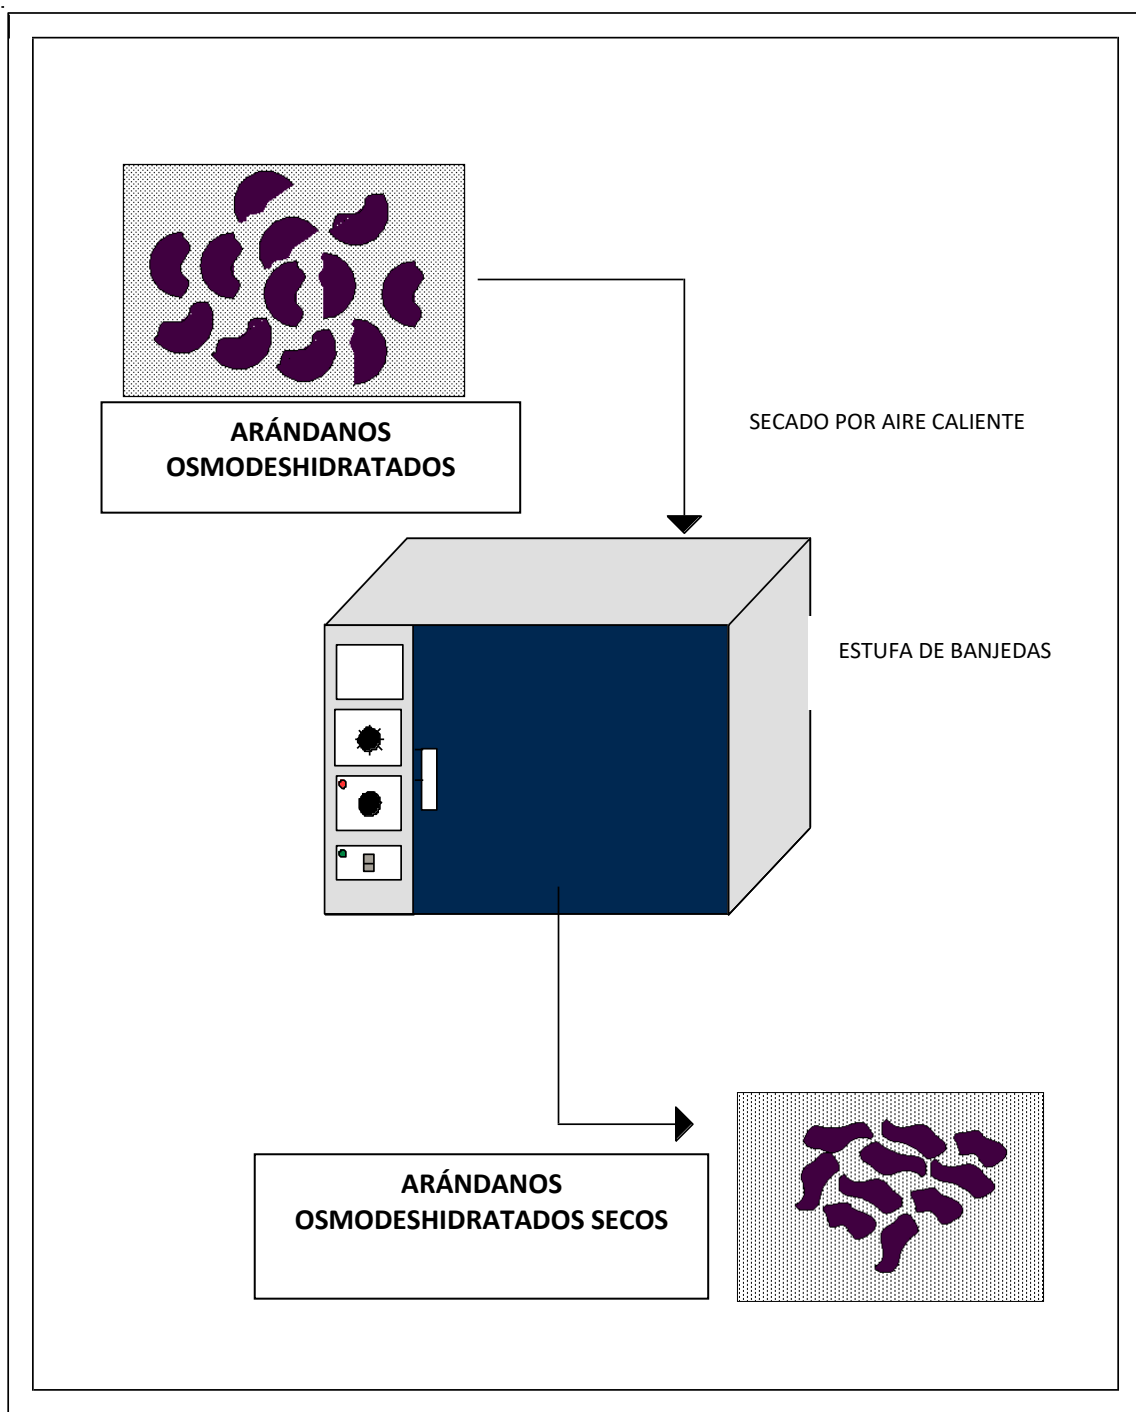 ARÁNDANOS
OSMODESHIDRATADOS
SECADO POR AIRE CALIENTE
ESTUFA DE BANJEDAS
ARÁNDANOS
OSMODESHIDRATADOS SECOS